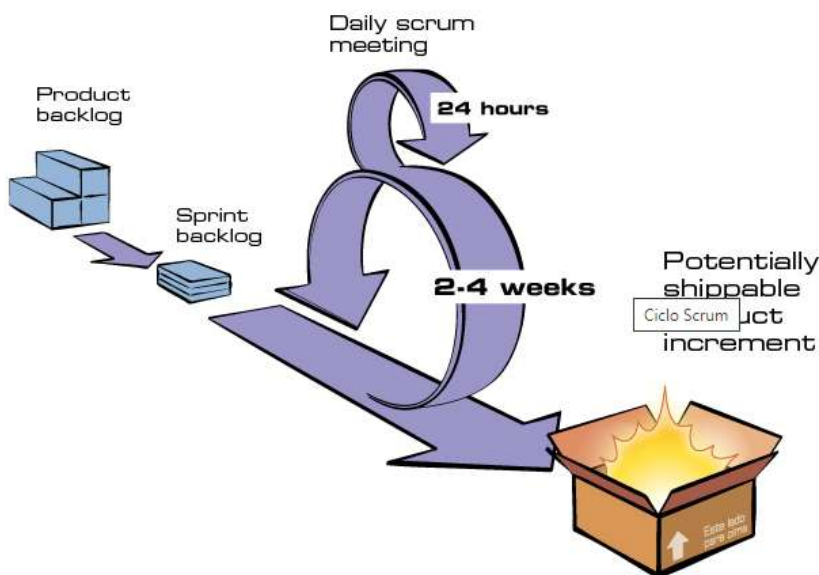 Daily scrum
meeting
24 hours
Product
backlog
Sprint
backlog
2-4 weeks
Potentially
shippable
Ciclo Scrum
increment
Este lado
para cima